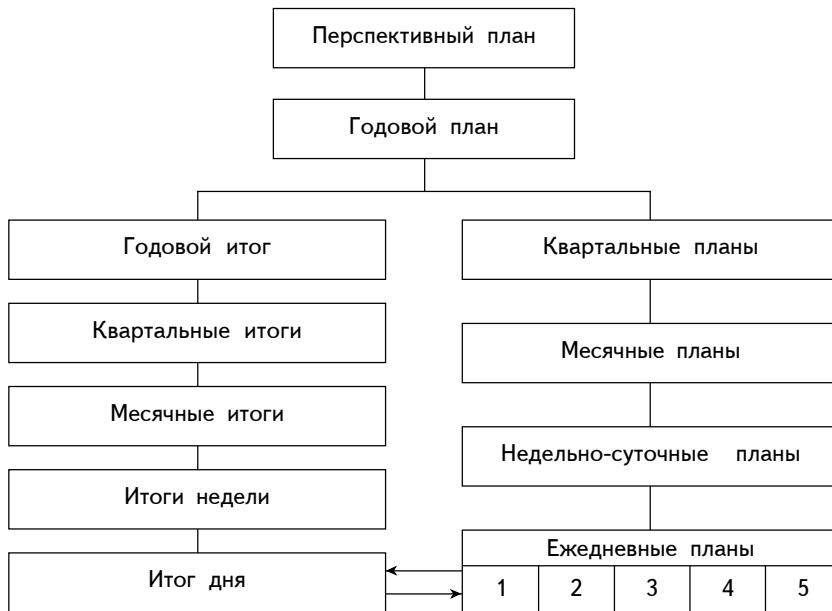 Перспективный план
Годовой план
Годовой итог
Квартальные итоги
Месячные итоги
Итоги недели
Итог дня
Квартальные планы
Месячные планы
Недельно-суточные планы
Ежедневные планы
1 2 3 4 5